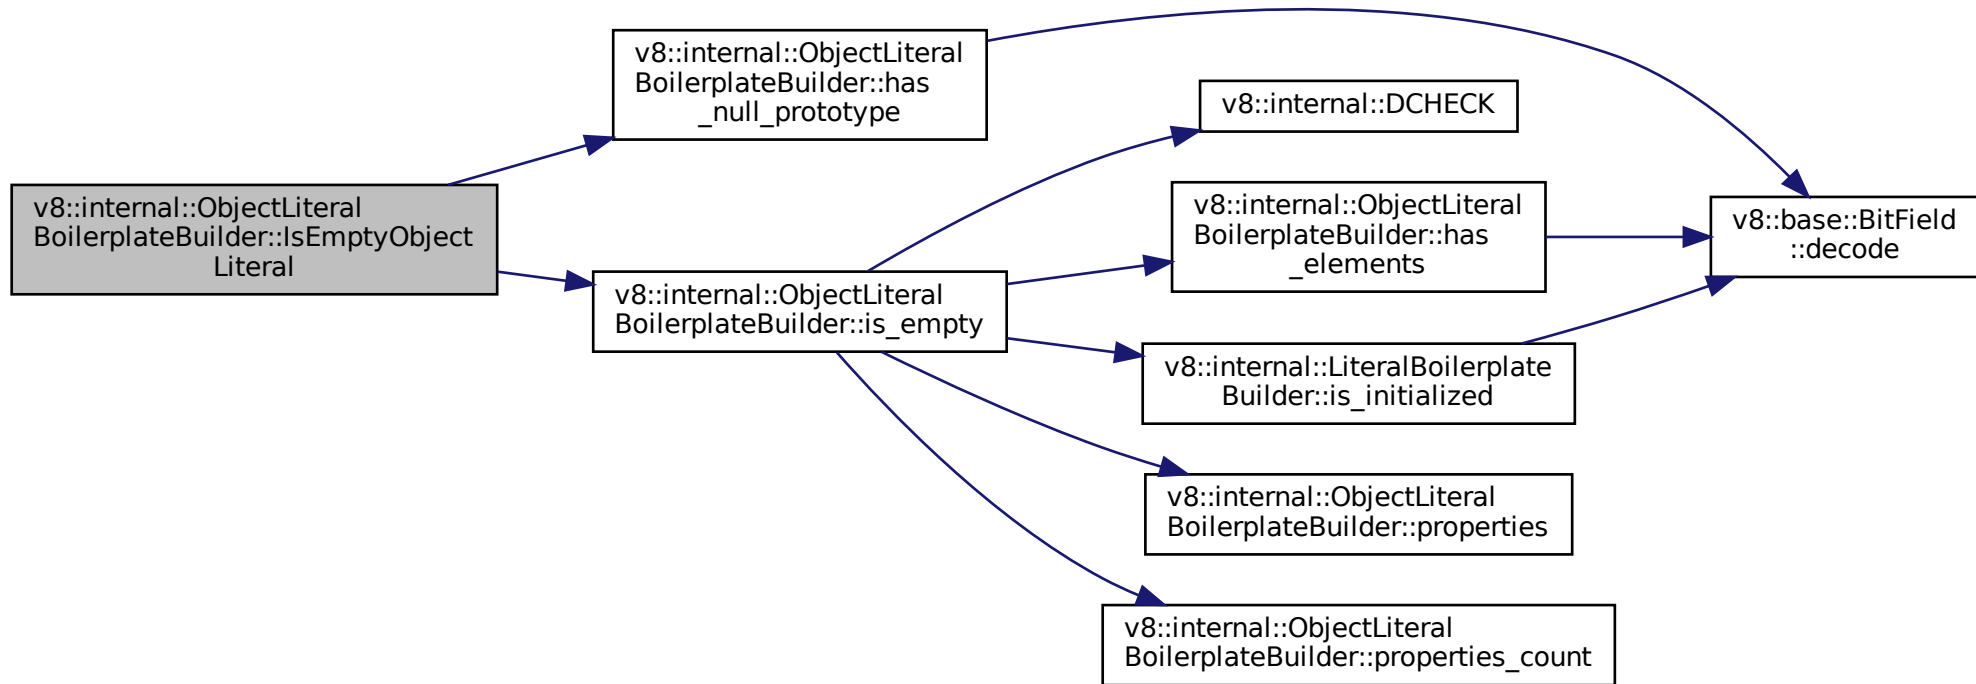 v8::internal::ObjectLiteral
BoilerplateBuilder::IsEmptyObject
Literal
v8::internal::ObjectLiteral
BoilerplateBuilder::has
_null_prototype
v8::internal::ObjectLiteral
BoilerplateBuilder::is_empty
v8::internal::DCHECK
v8::internal::ObjectLiteral
BoilerplateBuilder::has
_elements
v8::internal::LiteralBoilerplate
Builder::is_initialized
v8::internal::ObjectLiteral
BoilerplateBuilder::properties
v8::internal::ObjectLiteral
BoilerplateBuilder::properties_count
v8::base::BitField
::decode